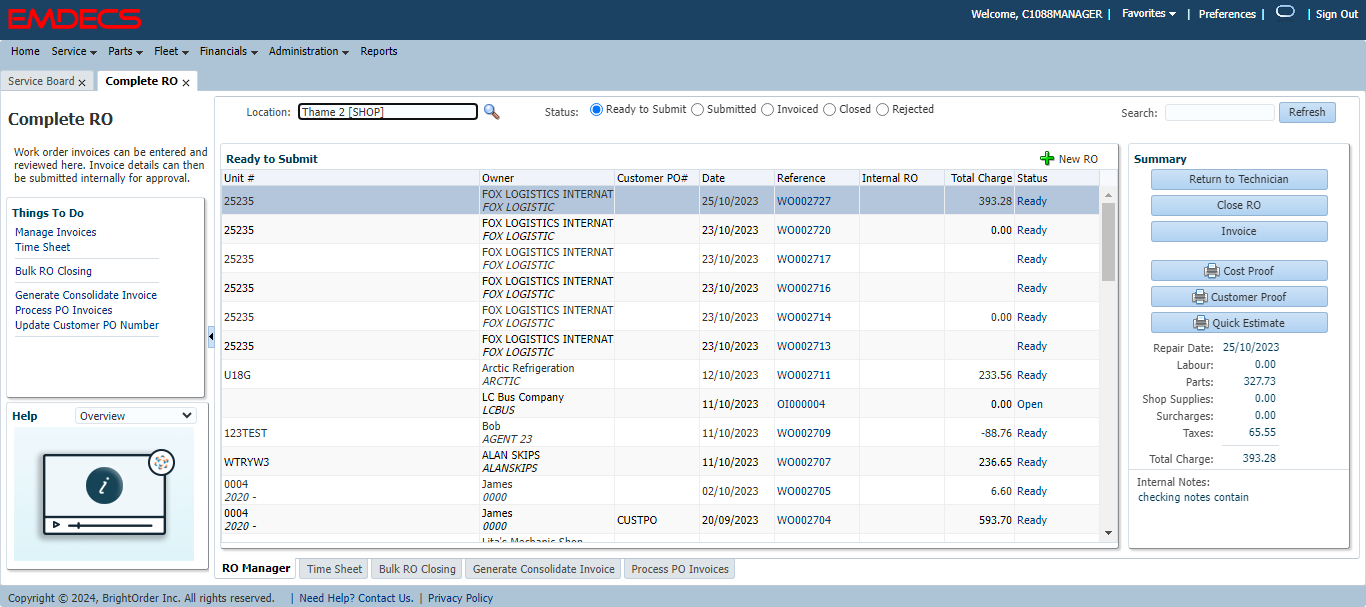 EMDECS
Welcome, C1088MANAGER | Favorites | Preferences | | Sign Out
Home Service Parts Fleet Financials Administration Reports
Service Board x Complete RO x
Complete RO
Work order invoices can be entered and
reviewed here. Invoice details can then
be submitted internally for approval.
Things To Do
Manage Invoices
Time Sheet
Bulk RO Closing
Generate Consolidate Invoice
Process PO Invoices
Update Customer PO Number
Help Overview
i
Location: Thame 2 [SHOP] Status: Ready to Submit Submitted Invoiced Closed Rejected Search: Refresh
Ready to Submit New RO
Unit # Owner Customer PO# Date Reference Internal RO Total Charge Status
25235 FOX LOGISTICS INTERNAT 25/10/2023 WO002727 393.28 Ready
FOX LOGISTIC
25235 FOX LOGISTICS INTERNAT 23/10/2023 WO002720 0.00 Ready
FOX LOGISTIC
25235 FOX LOGISTICS INTERNAT 23/10/2023 WO002717 Ready
FOX LOGISTIC
25235 FOX LOGISTICS INTERNAT 23/10/2023 WO002716 Ready
FOX LOGISTIC
25235 FOX LOGISTICS INTERNAT 23/10/2023 WO002714 0.00 Ready
FOX LOGISTIC
25235 FOX LOGISTICS INTERNAT 23/10/2023 WO002713 Ready
FOX LOGISTIC
U18G Arctic Refrigeration 12/10/2023 WO002711 233.56 Ready
ARCTIC
LC Bus Company 11/10/2023 OI000004 0.00 Open
LCBUS
123TEST Bob 11/10/2023 WO002709 -88.76 Ready
AGENT 23
WTRYW3 ALAN SKIPS 11/10/2023 WO002707 236.65 Ready
ALANSKIPS
0004 James 02/10/2023 WO002705 6.60 Ready
2020 - 0000
0004 James CUSTPO 20/09/2023 WO002704 593.70 Ready
2020 - 0000
Lita's Mechanic Shop
Summary
Return to Technician
Close RO
Invoice
Cost Proof
Customer Proof
Quick Estimate
Repair Date: 25/10/2023
Labour: 0.00
Parts: 327.73
Shop Supplies: 0.00
Surcharges: 0.00
Taxes: 65.55
Total Charge: 393.28
Internal Notes:
checking notes contain
RO Manager Time Sheet Bulk RO Closing Generate Consolidate Invoice Process PO Invoices
Copyright © 2024, BrightOrder Inc. All rights reserved. | Need Help? Contact Us. | Privacy Policy